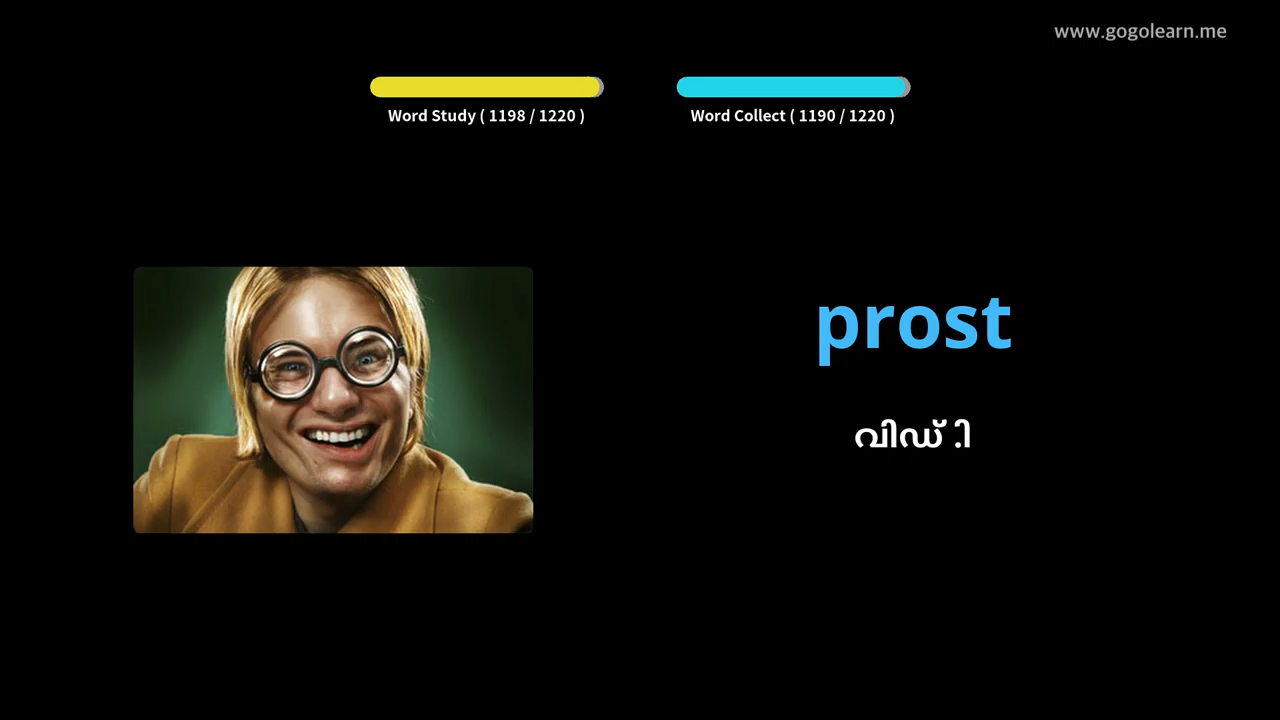 www.gogolearn.me
Word Study ( 1198 / 1220 )
Word Collect ( 1190 / 1220 )
prost
വിഡ് .ി